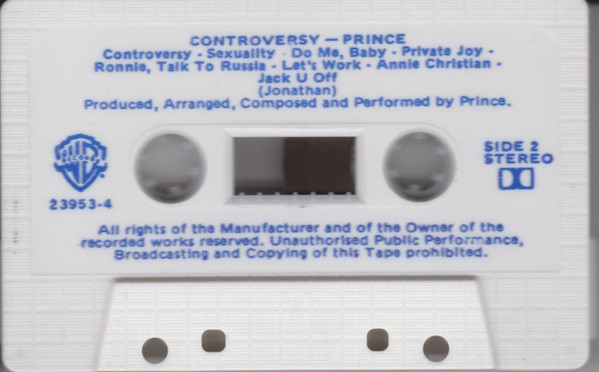 CONTROVERSY — PRINCE
Controversy - Sexuality - Do Me, Baby - Private Joy -
Ronnie, Talk To Russia - Let's Work - Annie Christian -
Jack U Off
(Jonathan)
Produced, Arranged, Composed and Performed by Prince.
SIDE 2
STEREO
23953-4
All rights of the Manufacturer and of the Owner of the
recorded works reserved. Unauthorised Public Performance,
Broadcasting and Copying of this Tape prohibited.